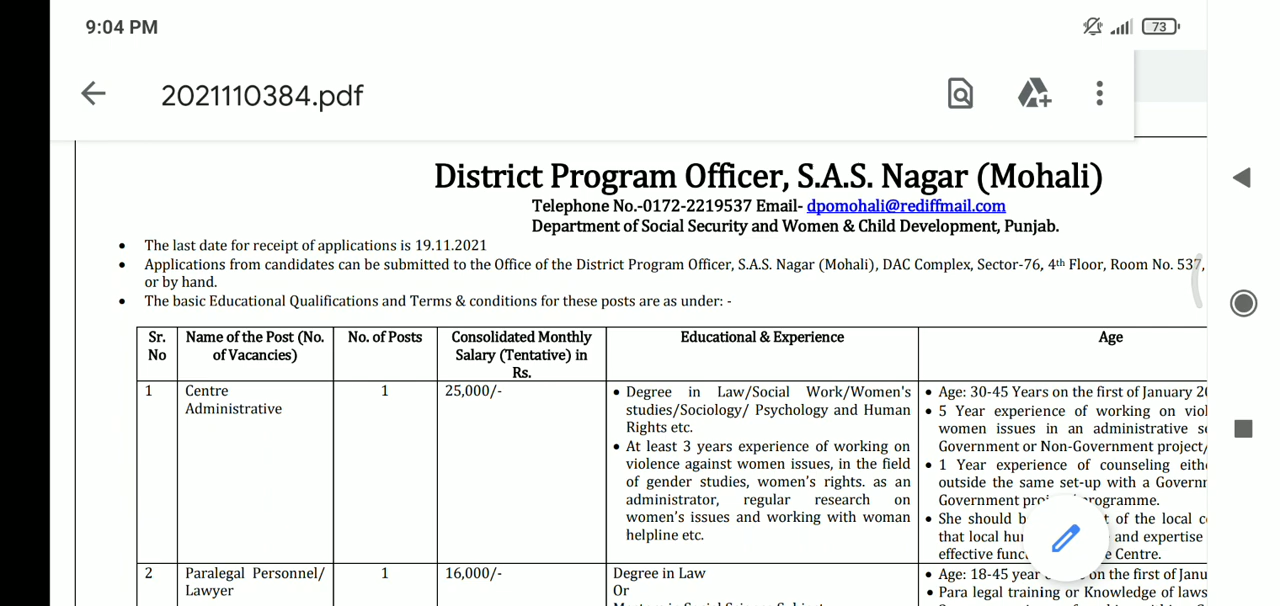 9:04 PM
73
2021110384.pdf
District Program Officer, S.A.S. Nagar (Mohali)
Telephone No.-0172-2219537 Email- dpomohali@rediffmail.com
Department of Social Security and Women & Child Development, Punjab.
• The last date for receipt of applications is 19.11.2021
• Applications from candidates can be submitted to the Office of the District Program Officer, S.A.S. Nagar (Mohali), DAC Complex, Sector-76, 4th Floor, Room No. 537,
or by hand.
• The basic Educational Qualifications and Terms & conditions for these posts are as under: -
Sr. No
Name of the Post (No. of Vacancies)
No. of Posts
Consolidated Monthly Salary (Tentative) in Rs.
Educational & Experience
Age
1
Centre
Administrative
1
25,000/-
• Degree in Law/Social Work/Women's
studies/Sociology/ Psychology and Human
Rights etc.
• At least 3 years experience of working on
violence against women issues, in the field
of gender studies, women's rights. as an
administrator, regular research on
women's issues and working with woman
helpline etc.
• Age: 30-45 Years on the first of January
• 5 Year experience of working on
women issues in an administrative
Government or Non-Government project/
• 1 Year experience of counseling
outside the same set-up with a
Government
• She should of the local
that local and expertise
effective Centre.
2
Paralegal Personnel/
Lawyer
1
16,000/-
Degree in Law
Or
• Age: 18-45 on the first of
• Para legal training or Knowledge of laws